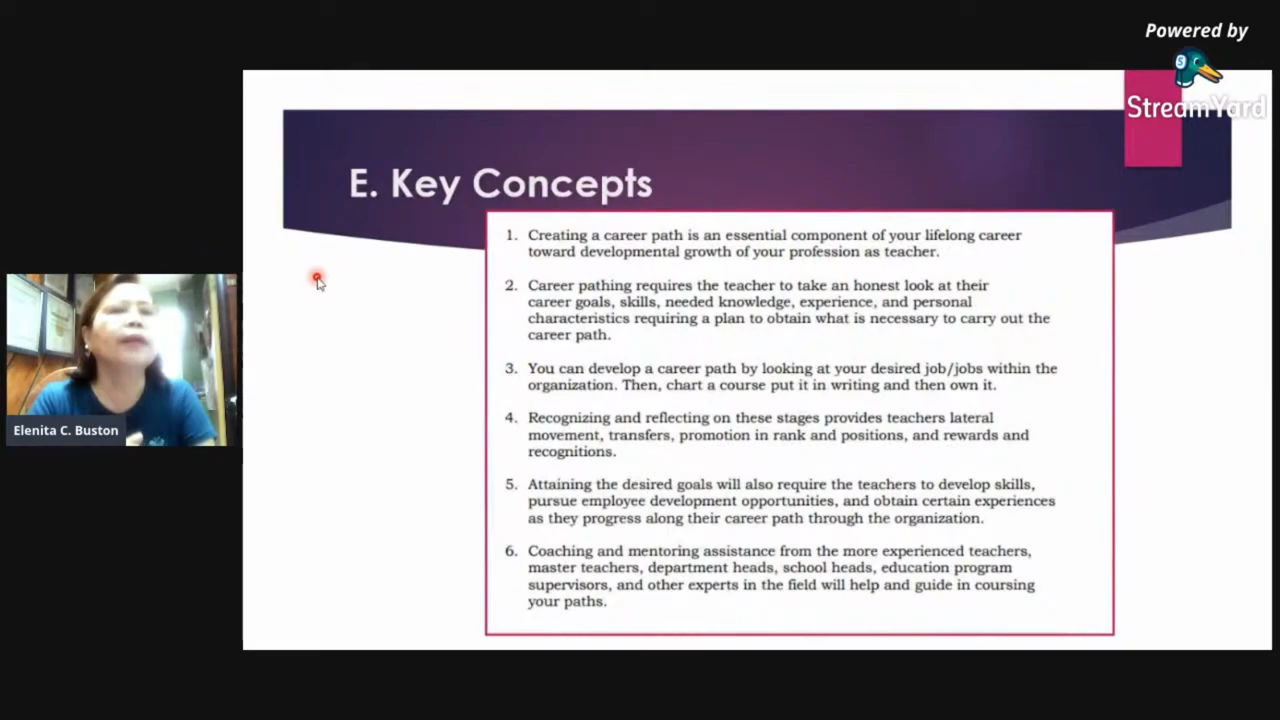 Powered by
StreamYard
E. Key Concepts
1. Creating a career path is an essential component of your lifelong career
toward developmental growth of your profession as teacher.
2. Career pathing requires the teacher to take an honest look at their
career goals, skills, needed knowledge, experience, and personal
characteristics requiring a plan to obtain what is necessary to carry out the
career path.
3. You can develop a career path by looking at your desired job/jobs within the
organization. Then, chart a course put it in writing and then own it.
4. Recognizing and reflecting on these stages provides teachers lateral
movement, transfers, promotion in rank and positions, and rewards and
recognitions.
5. Attaining the desired goals will also require the teachers to develop skills,
pursue employee development opportunities, and obtain certain experiences
as they progress along their career path through the organization.
6. Coaching and mentoring assistance from the more experienced teachers,
master teachers, department heads, school heads, education program
supervisors, and other experts in the field will help and guide in coursing
your paths.
Elenita C. Buston